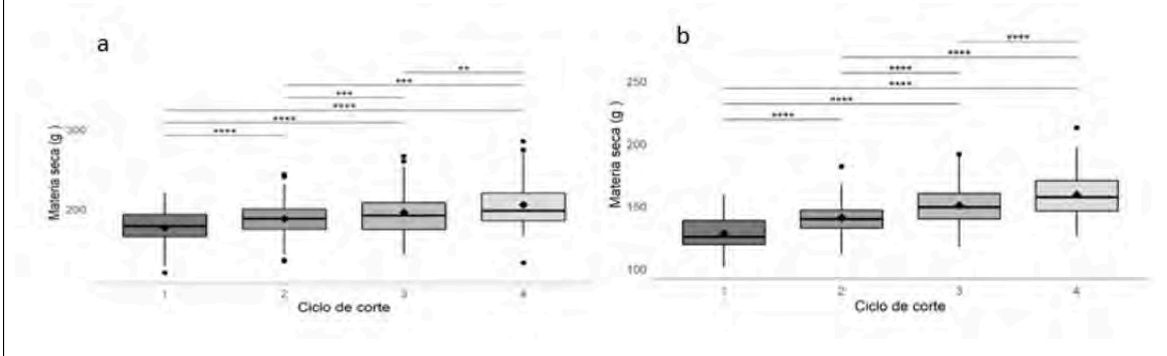 a
**
***
***
****
****
****
300
200
Materia seca (g )
1 2 3 4
Ciclo de corte
b
****
****
****
****
****
****
250
200
150
100
Materia seca (g )
1 2 3 4
Ciclo de corte